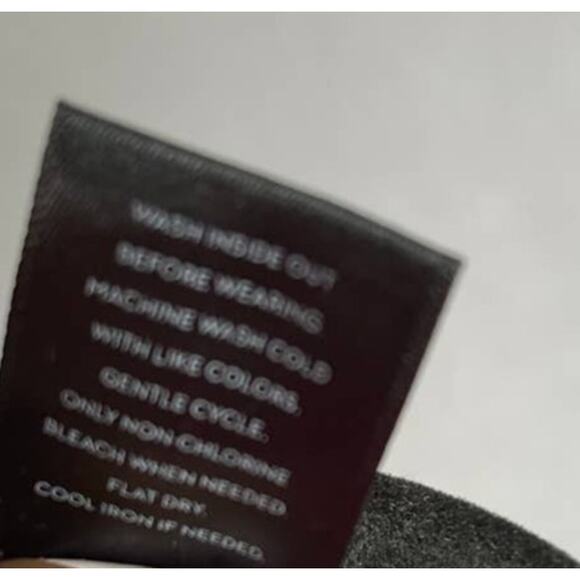 WASH INSIDE OUT
BEFORE WEARING.
MACHINE WASH COLD
WITH LIKE COLORS.
GENTLE CYCLE.
ONLY NON-CHLORINE
BLEACH WHEN NEEDED
FLAT DRY.
COOL IRON IF NEEDED.